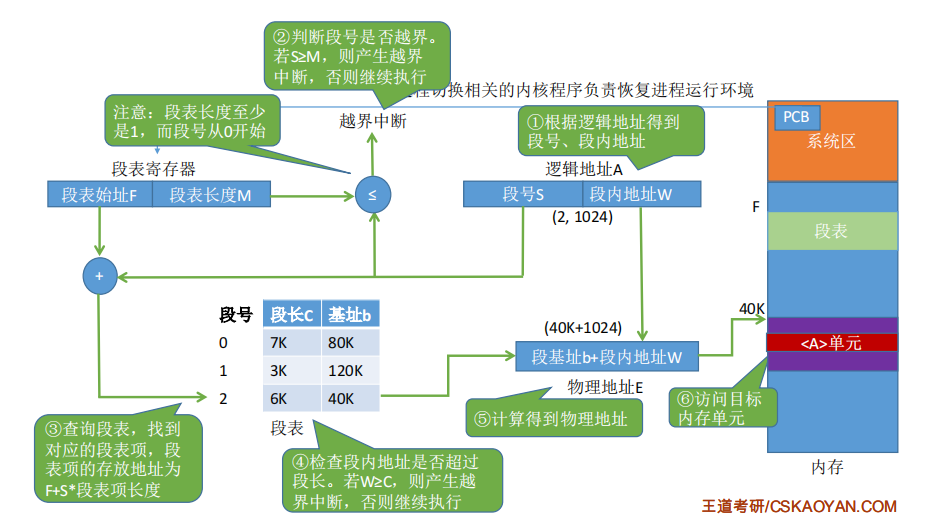 ②判断段号是否越界。
若S≥M，则产生越界
中断，否则继续执行
程切换相关的内核程序负责恢复进程运行环境
注意：段表长度至少
是1，而段号从0开始
越界中断
①根据逻辑地址得到
段号、段内地址
PCB
系统区
段表寄存器
逻辑地址A
段表始址F
段表长度M
≤
段号S
段内地址W
(2, 1024)
F
段表
+
段号
段长C
基址b
0
7K
80K
1
3K
120K
2
6K
40K
段表
(40K+1024)
段基址b+段内地址W
物理地址E
40K
<A>单元
③查询段表，找到
对应的段表项，段
表项的存放地址为
F+S*段表项长度
④检查段内地址是否超过
段长。若W≥C，则产生越
界中断，否则继续执行
⑤计算得到物理地址
⑥访问目标
内存单元
内存
王道考研/CSKAOYAN.COM